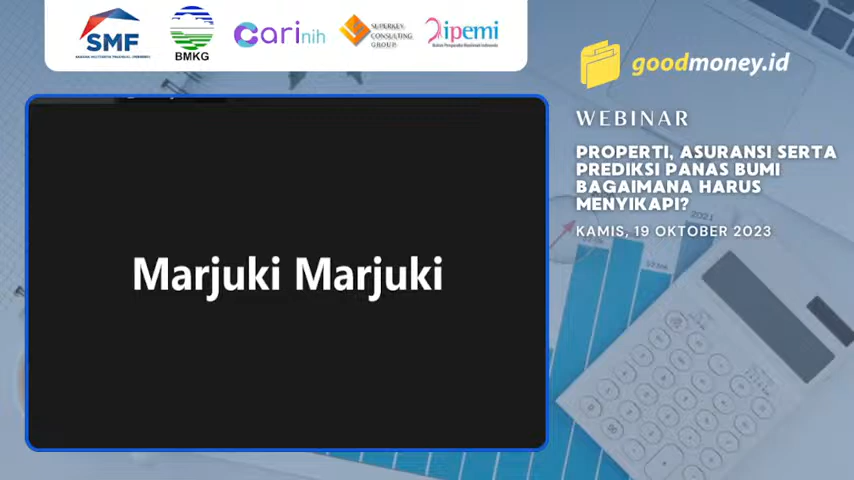 SMF
BMKG
Carinih
SUPERKEY
CONSULTING
GROUP
ipemi
goodmoney.id
WEBINAR
PROPERTI, ASURANSI SERTA
PREDIKSI PANAS BUMI
BAGAIMANA HARUS
MENYIKAPI?
KAMIS, 19 OKTOBER 2023
2021
Marjuki Marjuki